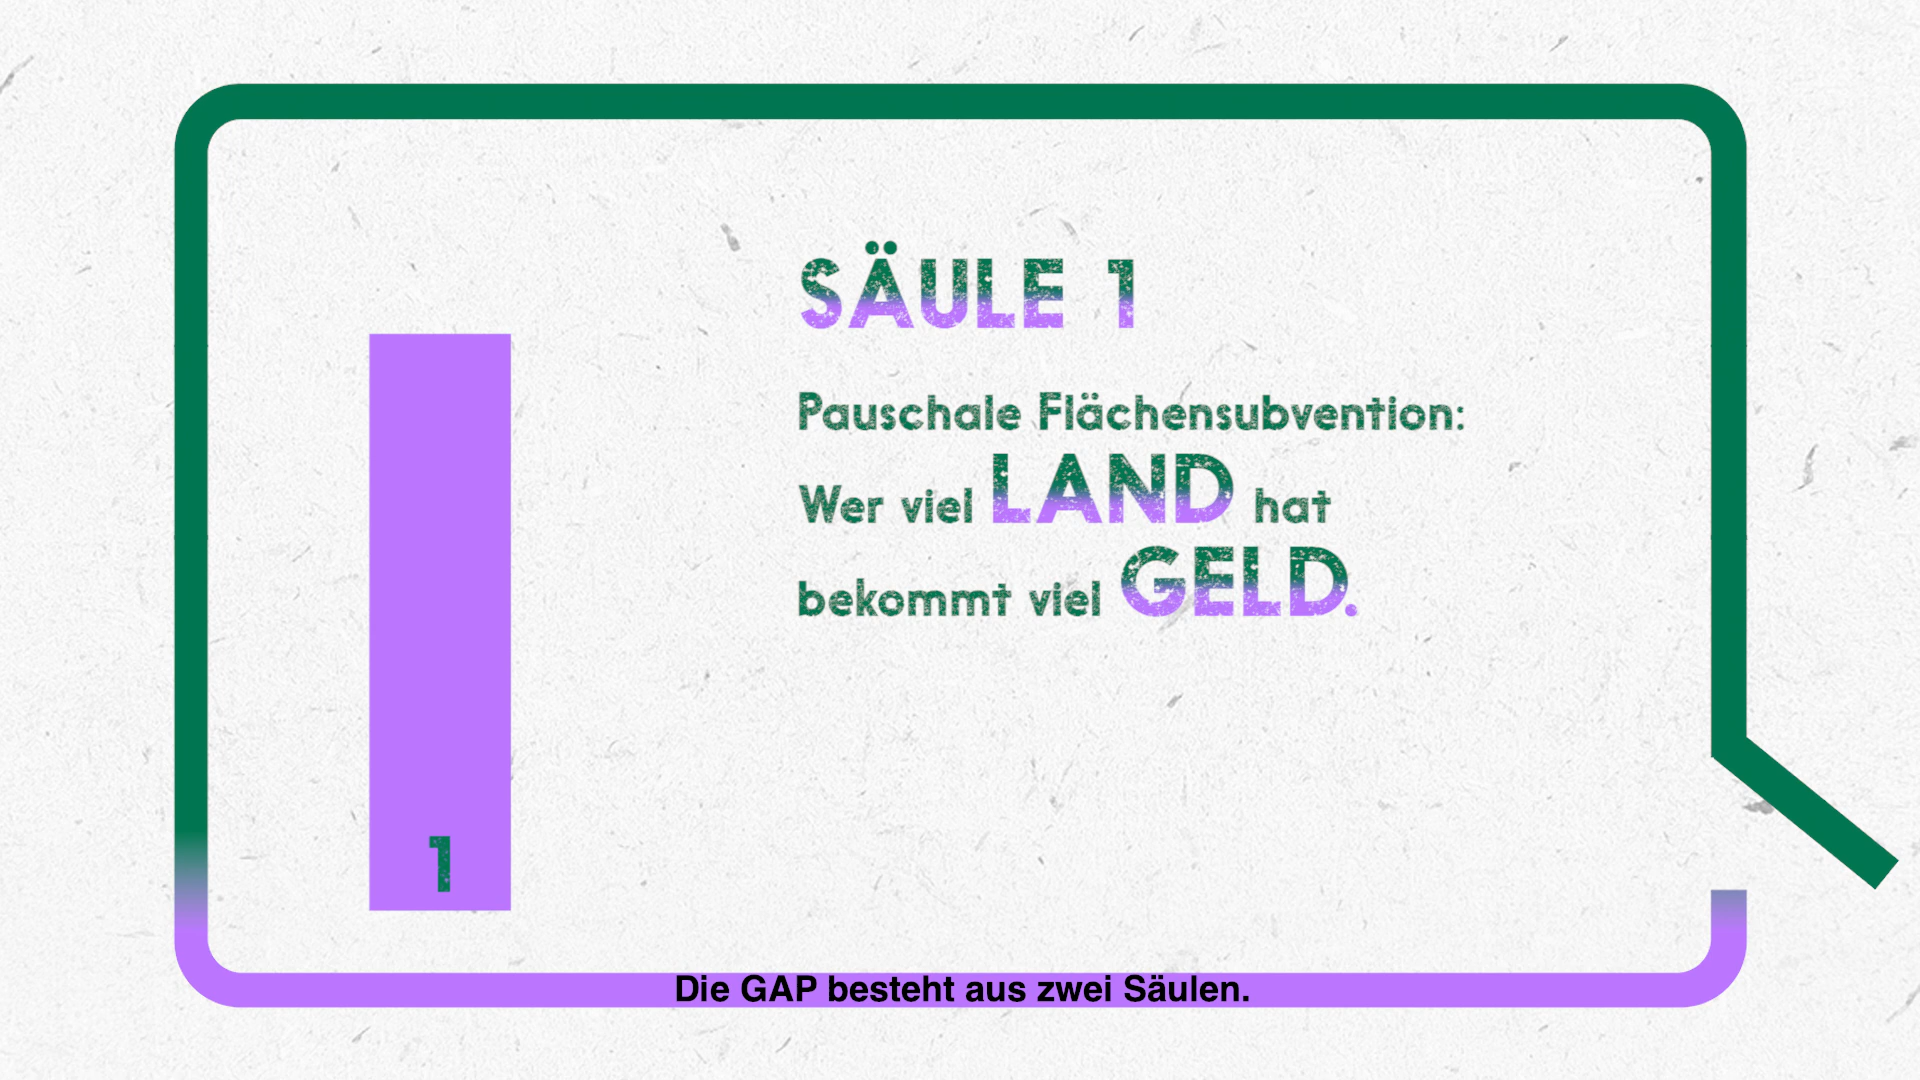 SÄULE 1
Pauschale Flächensubvention:
Wer viel LAND hat
bekommt viel GELD.
1
Die GAP besteht aus zwei Säulen.